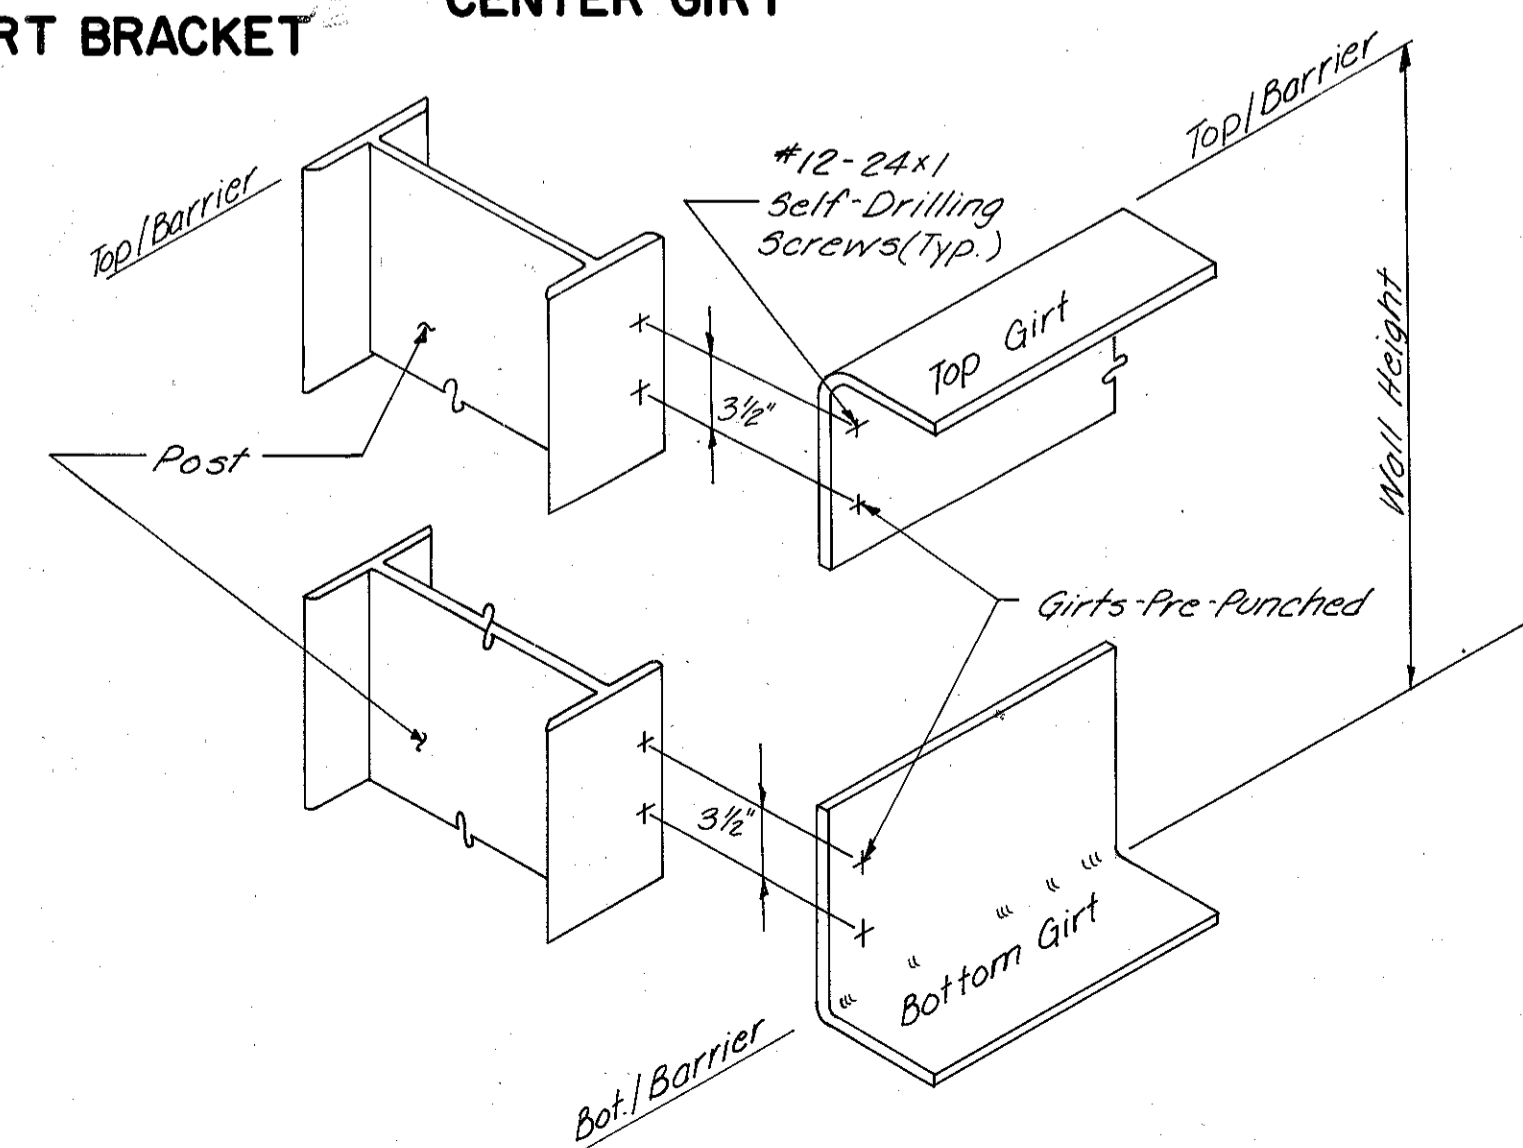 CENTER GIRT
RT BRACKET
Top/Barrier
Top/Barrier
#12-24x1
Self-Drilling
Screws(Typ.)
Top Girt
Wall Height
3½"
Post
Girts-Pre-Punched
3½"
Bottom Girt
Bot./Barrier